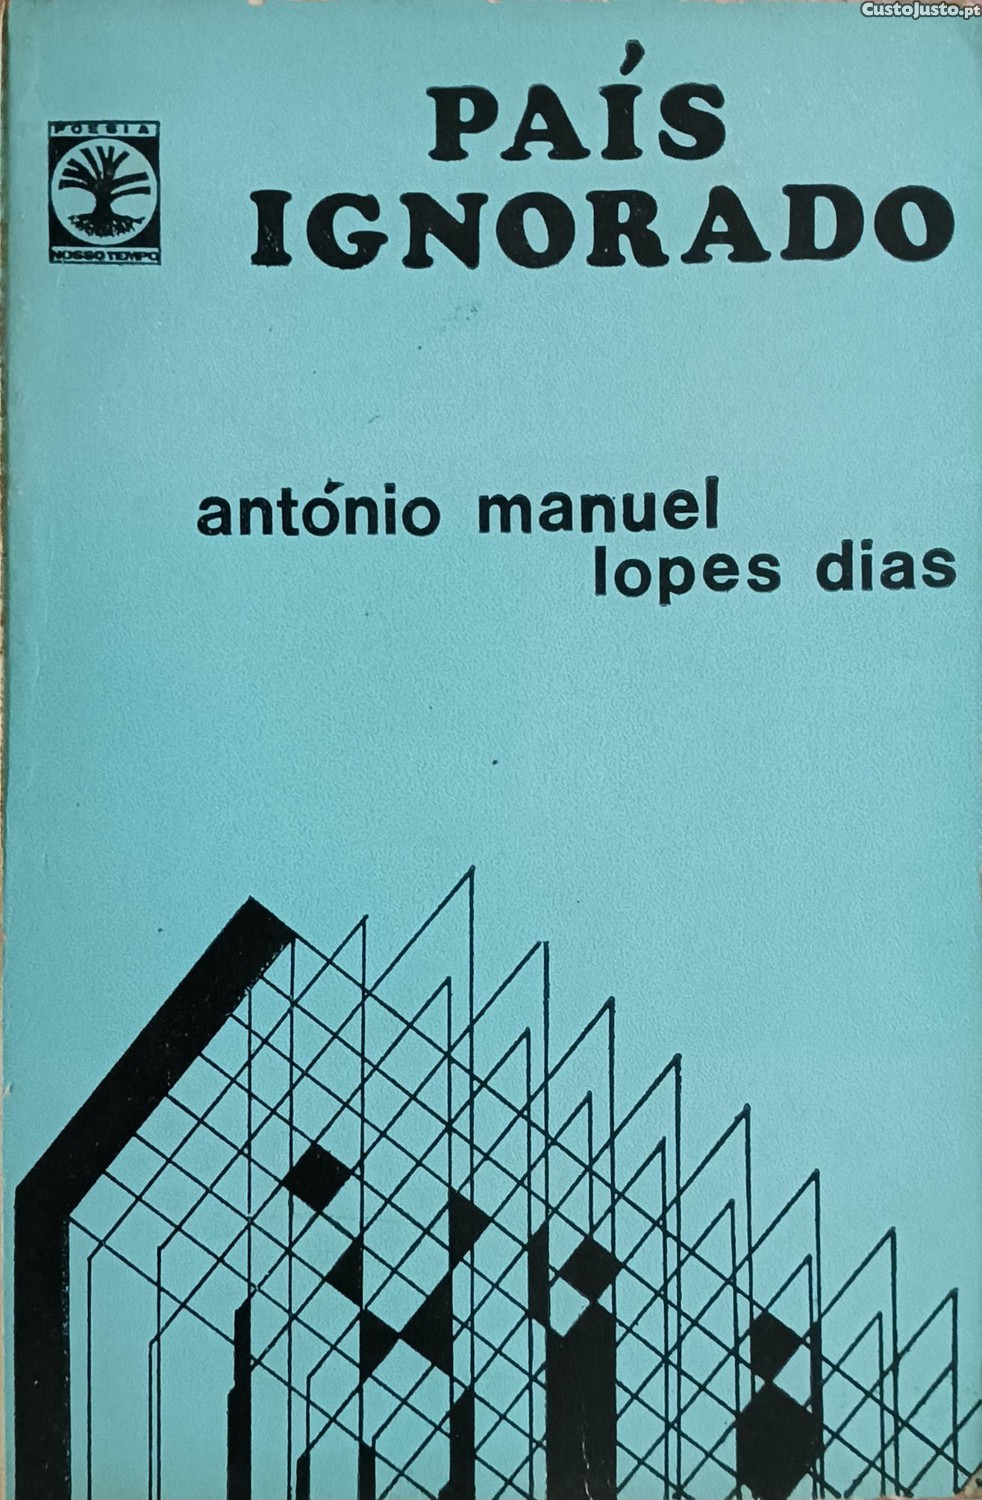 CustoJusto.pt
PAÍS
IGNORADO
POESIA
NOSSO TEMPO
antónio manuel
lopes dias